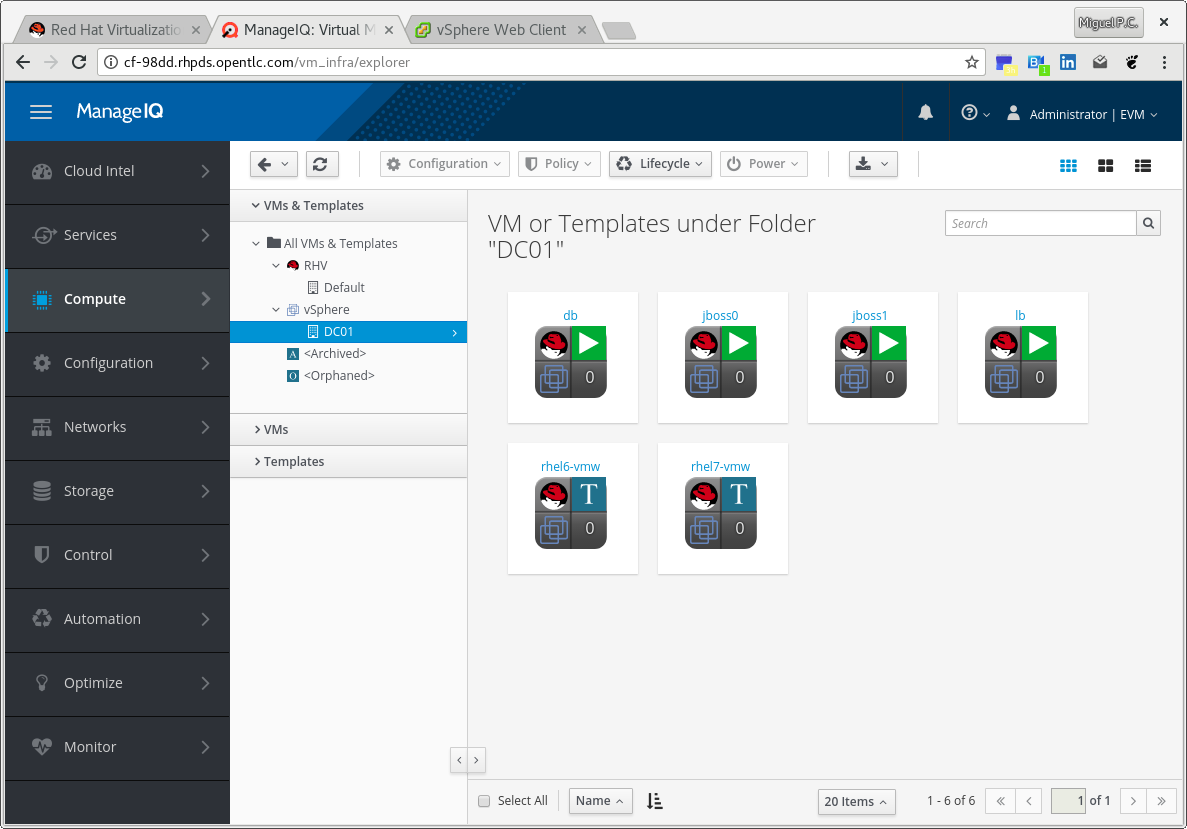 Red Hat Virtualizatio
ManageIQ: Virtual M
vSphere Web Client
Miguel P.C.
cf-98dd.rhpds.opentlc.com/vm_infra/explorer
ManageIQ
Administrator | EVM
Cloud Intel
Services
Compute
Configuration
Networks
Storage
Control
Automation
Optimize
Monitor
Configuration
Policy
Lifecycle
Power
VMs & Templates
All VMs & Templates
RHV
Default
vSphere
DC01
A <Archived>
O <Orphaned>
VMs
Templates
VM or Templates under Folder
"DC01"
Search
db
0
jboss0
0
jboss1
0
lb
0
rhel6-vmw
T
0
rhel7-vmw
T
0
Select All
Name
20 Items
1 - 6 of 6
1 of 1